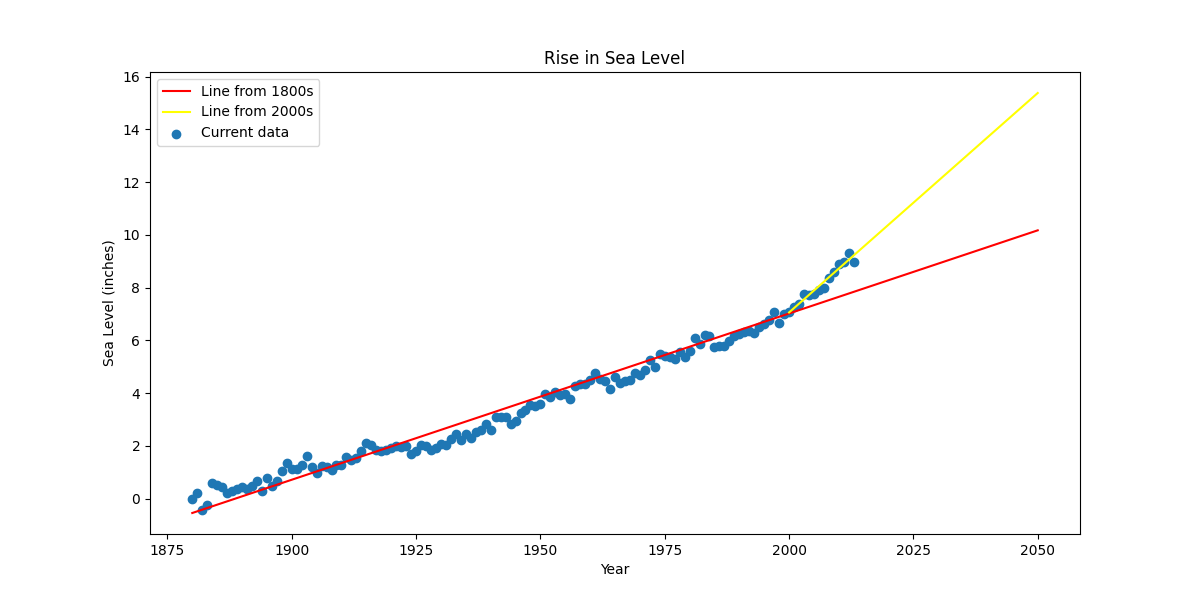 Rise in Sea Level
Line from 1800s
Line from 2000s
Current data
Sea Level (inches)
16
14
12
10
8
6
4
2
0
1875 1900 1925 1950 1975 2000 2025 2050
Year